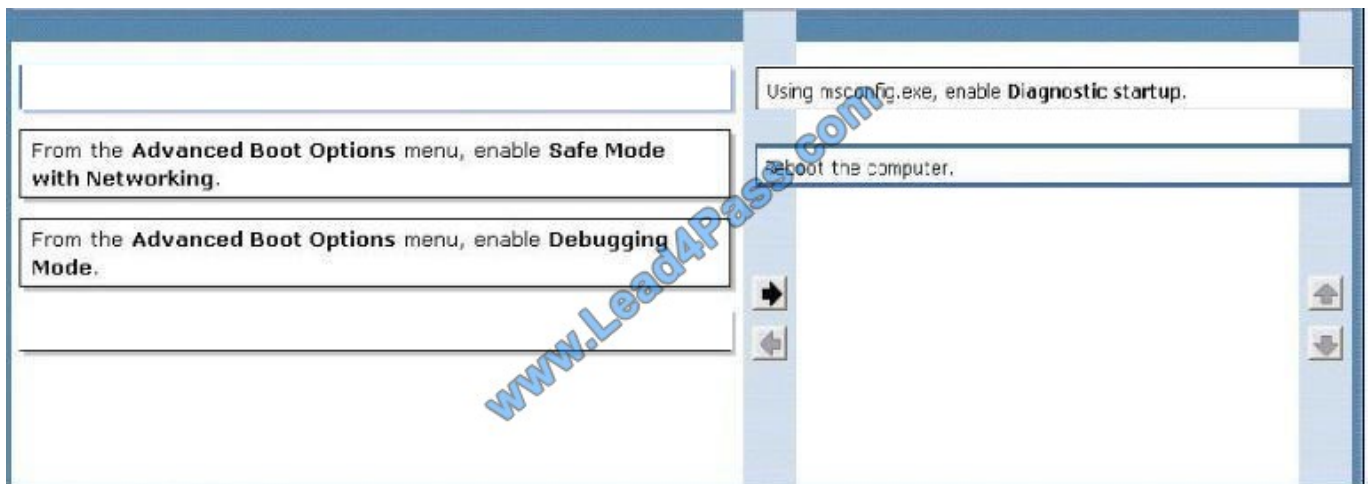 From the Advanced Boot Options menu, enable Safe Mode
with Networking.
From the Advanced Boot Options menu, enable Debugging
Mode.
Using msconfig.exe, enable Diagnostic startup.
Reboot the computer.
www.Lead4Pass.com